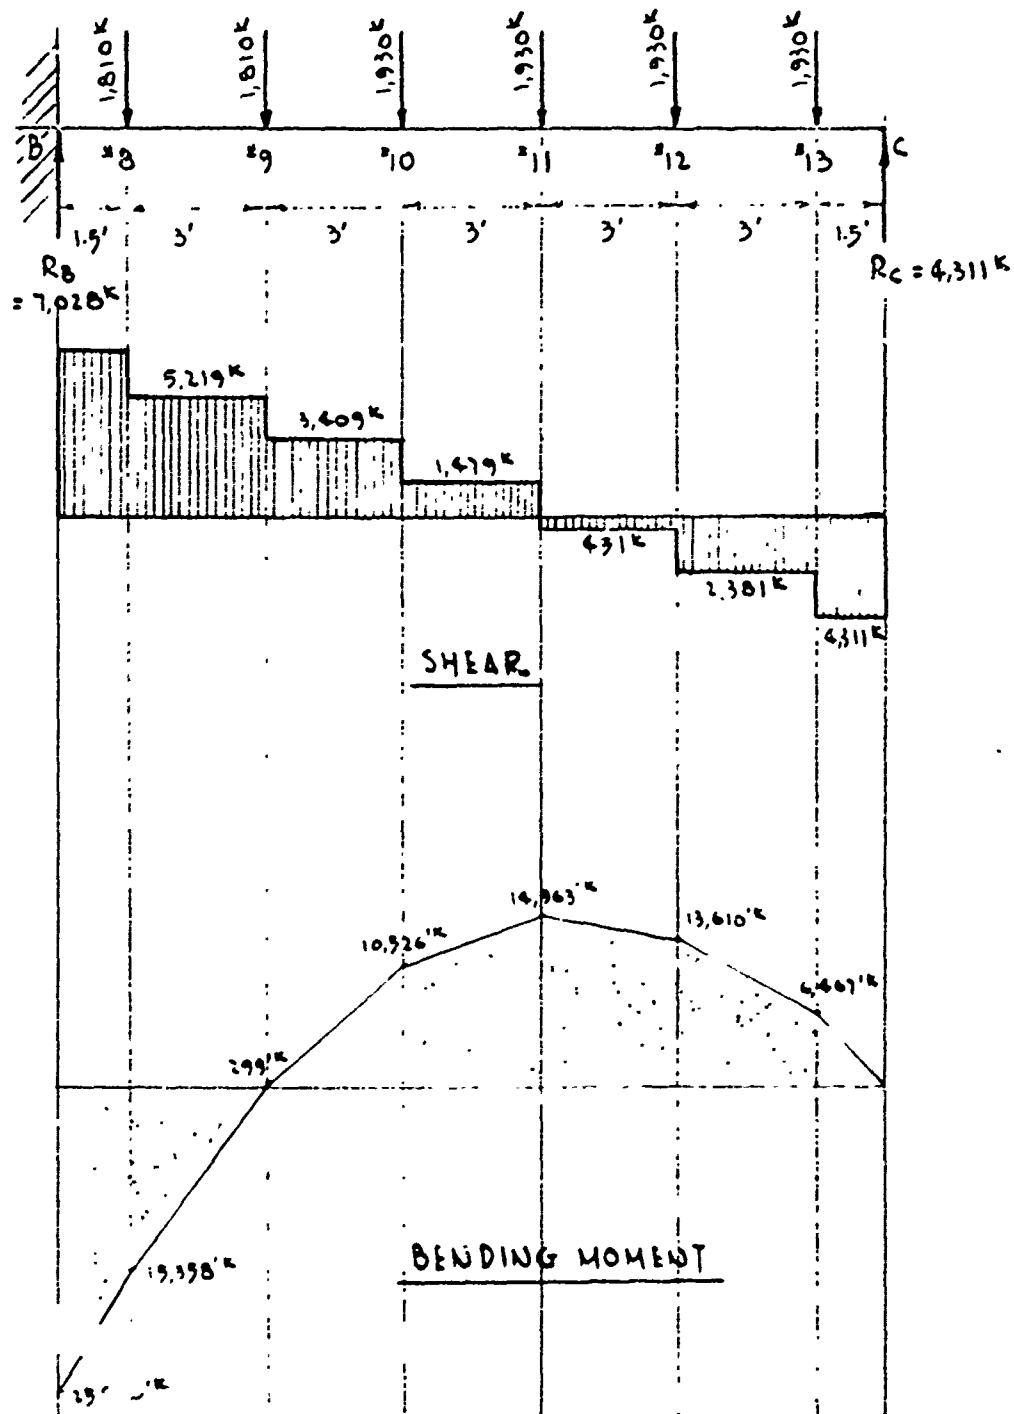 1,810K 1,810K 1,930K 1,930K 1,930K 1,930K
B #8 #9 #10 #11 #12 #13 C
1.5' 3' 3' 3' 3' 3' 1.5'
RB
= 7,028K
RC = 4,311K
5,219K
3,409K
1,479K
431K
2,381K
4,311K
SHEAR
14,963'K
13,610'K
10,526'K
6,467'K
299'K
BENDING MOMENT
15,358'K